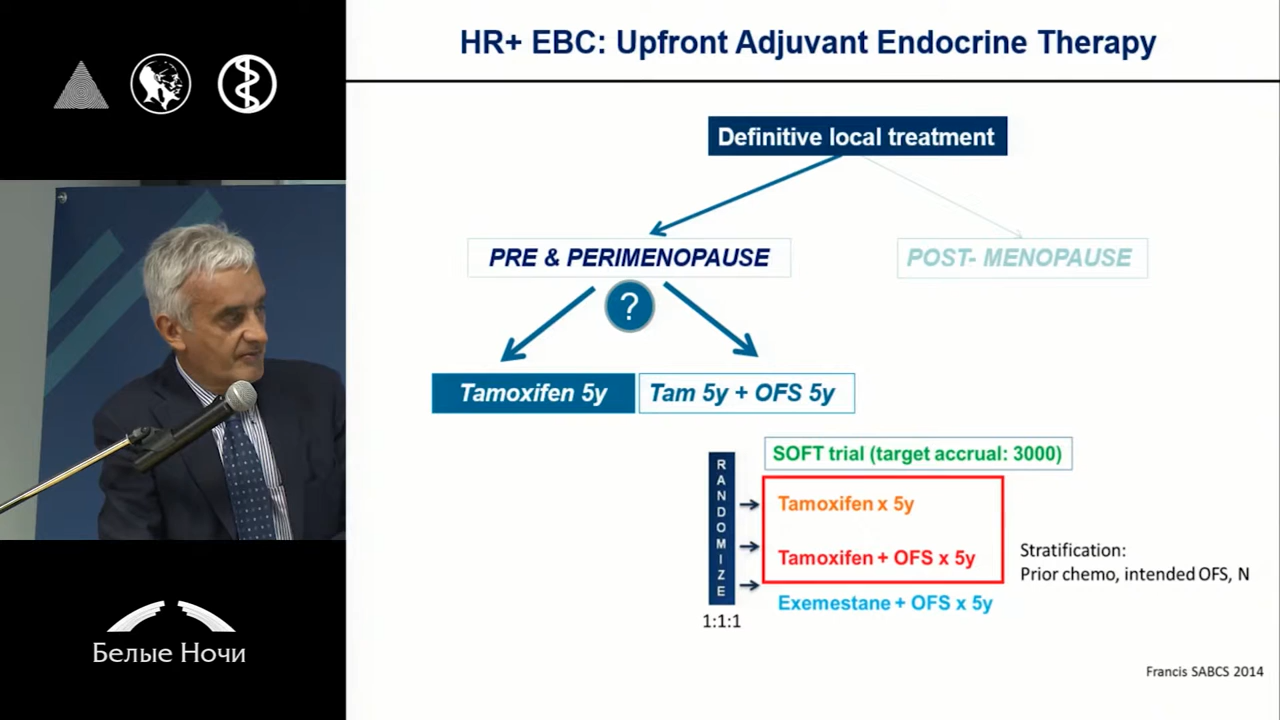 HR+ EBC: Upfront Adjuvant Endocrine Therapy
Definitive local treatment
PRE & PERIMENOPAUSE
POST- MENOPAUSE
?
Tamoxifen 5y
Tam 5y + OFS 5y
SOFT trial (target accrual: 3000)
RANDOMIZE
Tamoxifen x 5y
Tamoxifen + OFS x 5y
Exemestane + OFS x 5y
1:1:1
Stratification:
Prior chemo, intended OFS, N
Francis SABCS 2014
Белые Ночи